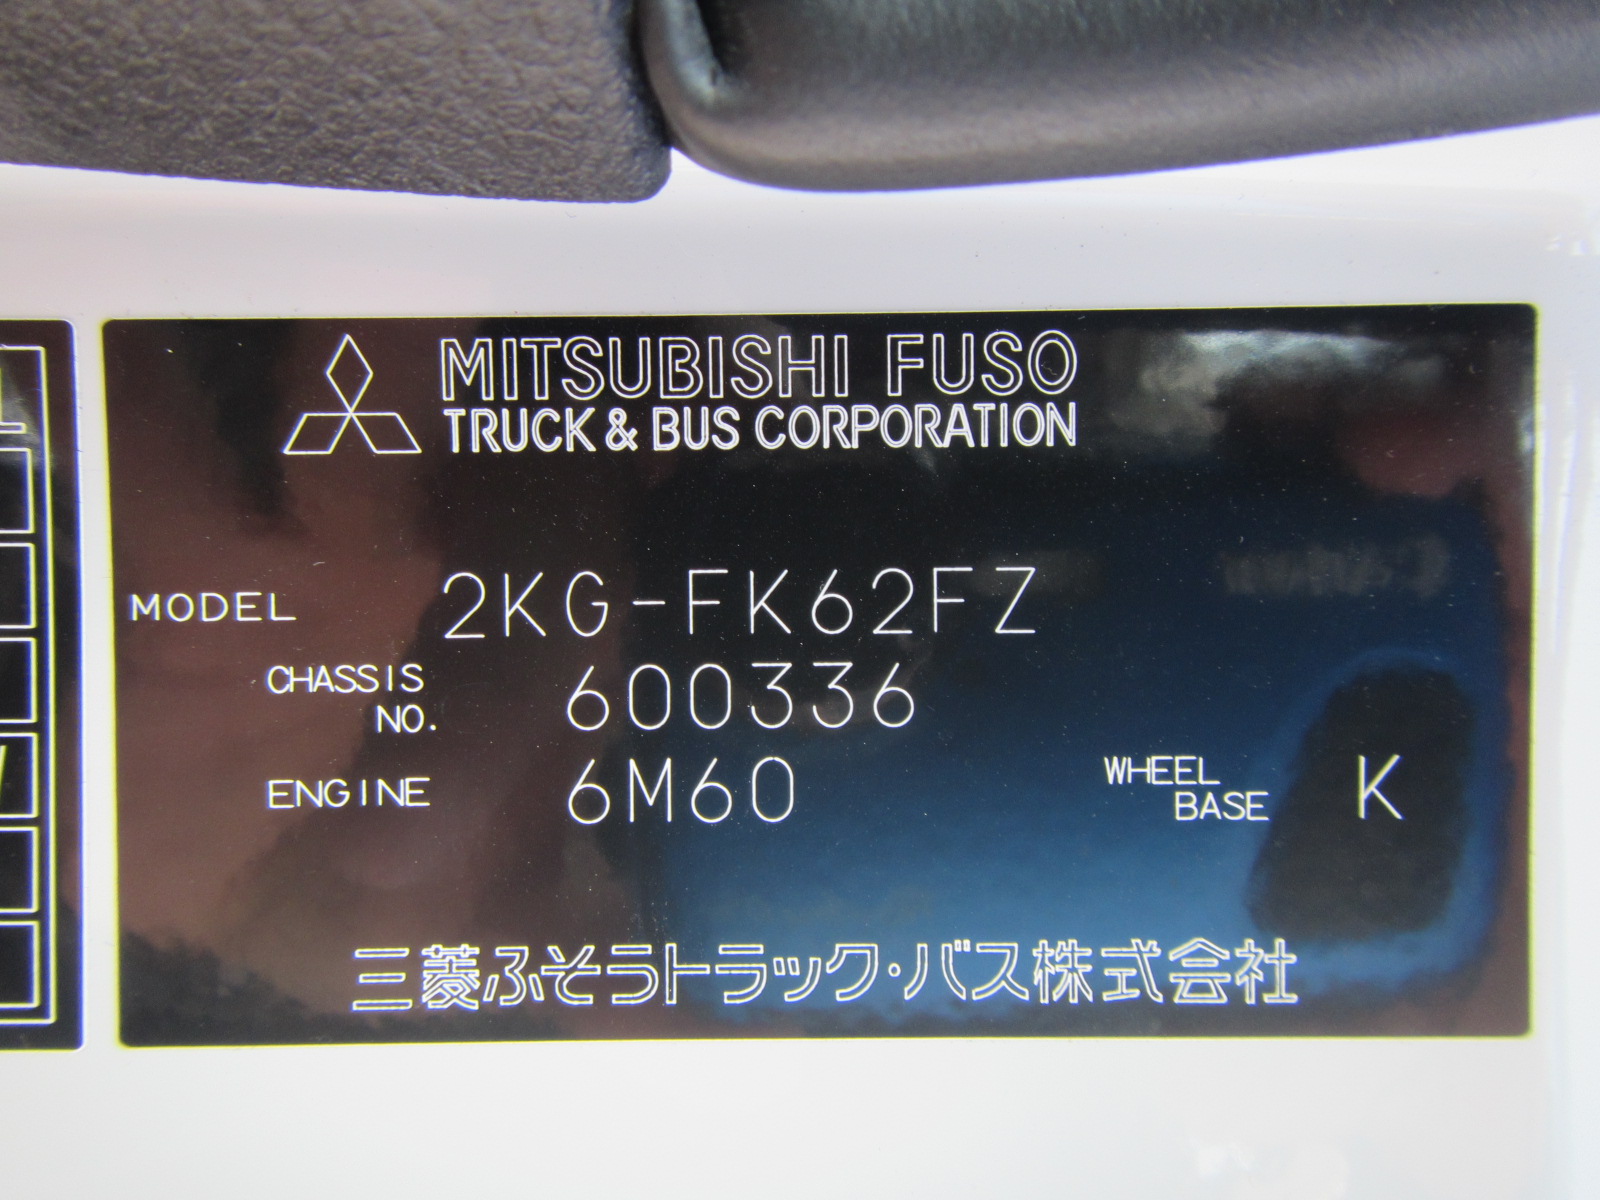 MITSUBISHI FUSO
TRUCK & BUS CORPORATION
MODEL 2KG-FK62FZ
CHASSIS NO. 600336
ENGINE 6M60
WHEEL BASE K
三菱ふそうトラック・バス株式会社